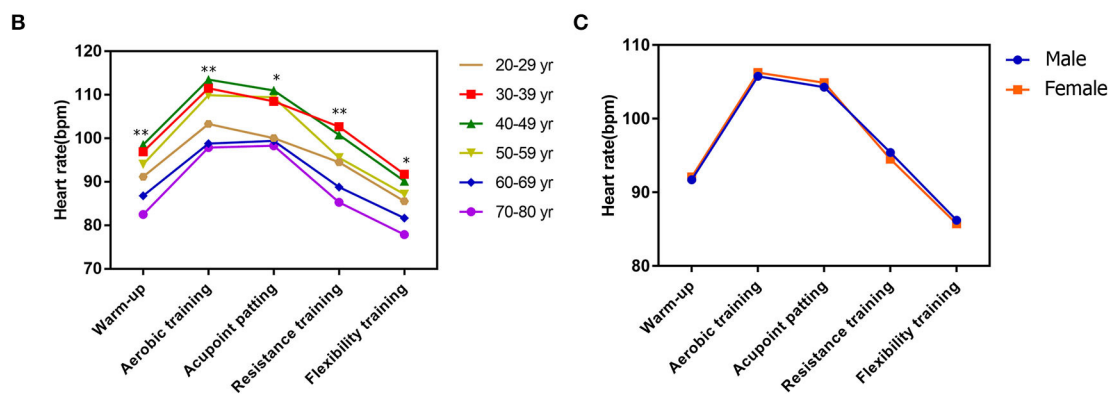 B
Heart rate(bpm)
120
110
100
90
80
70
**
**
*
**
*
Warm-up
Aerobic training
Acupoint patting
Resistance training
Flexibility training
20-29 yr
30-39 yr
40-49 yr
50-59 yr
60-69 yr
70-80 yr
C
Heart rate(bpm)
110
100
90
80
Warm-up
Aerobic training
Acupoint patting
Resistance training
Flexibility training
Male
Female